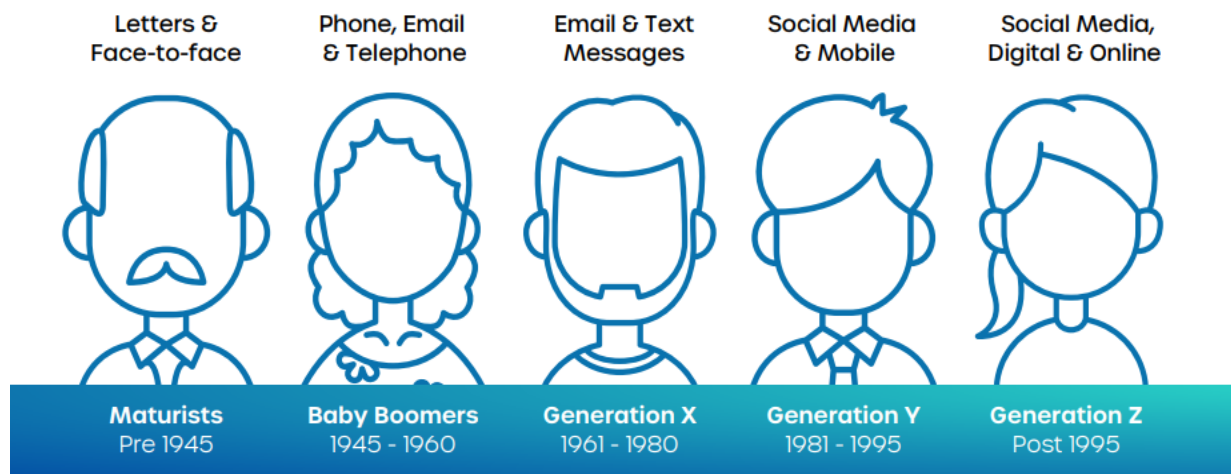 Letters &
Face-to-face
Phone, Email
& Telephone
Email & Text
Messages
Social Media
& Mobile
Social Media,
Digital & Online
Maturists
Pre 1945
Baby Boomers
1945 - 1960
Generation X
1961 - 1980
Generation Y
1981 - 1995
Generation Z
Post 1995